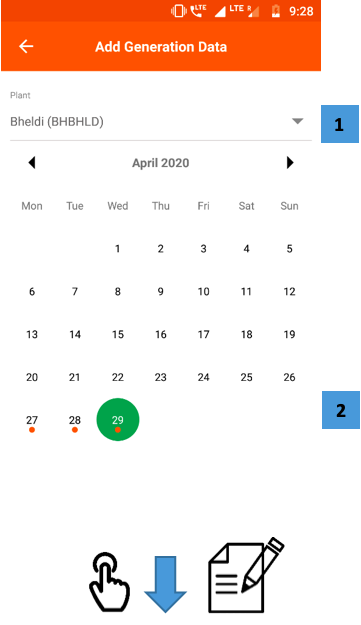 LTE LTE R 9:28
Add Generation Data
Plant
Bheldi (BHBHLD)
1
April 2020
Mon Tue Wed Thu Fri Sat Sun
1 2 3 4 5
6 7 8 9 10 11 12
13 14 15 16 17 18 19
20 21 22 23 24 25 26
2
27 28 29